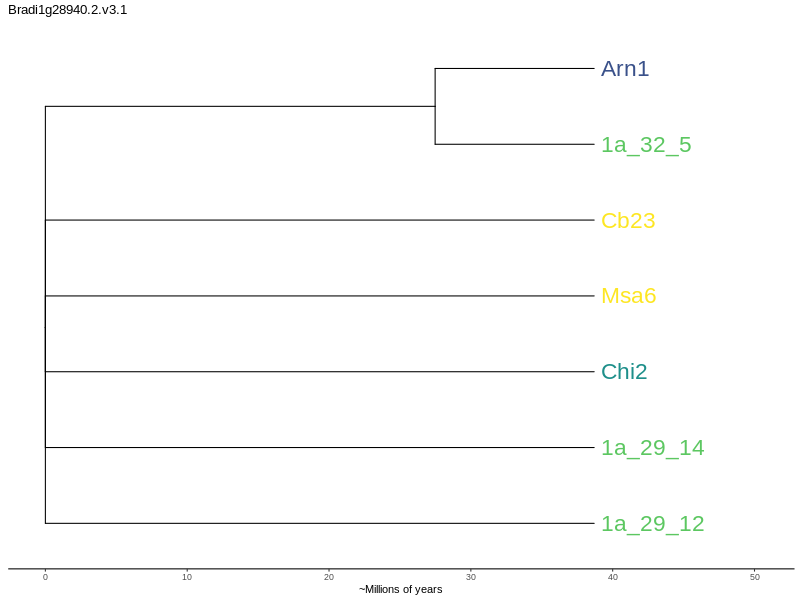 Bradi1g28940.2.v3.1
Arn1
1a_32_5
Cb23
Msa6
Chi2
1a_29_14
1a_29_12
0 10 20 30 40 50
~Millions of years